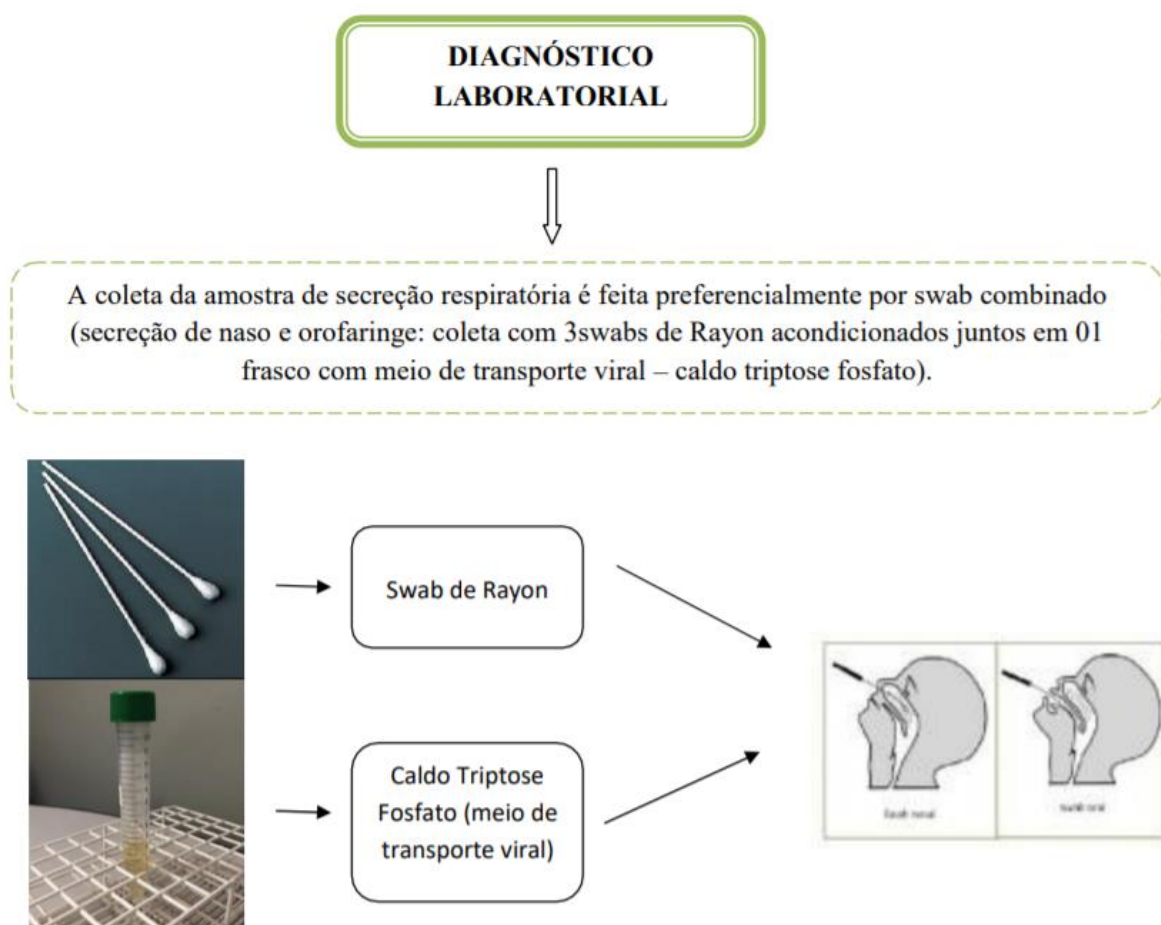 DIAGNÓSTICO
LABORATORIAL
A coleta da amostra de secreção respiratória é feita preferencialmente por swab combinado
(secreção de naso e orofaringe: coleta com 3swabs de Rayon acondicionados juntos em 01
frasco com meio de transporte viral – caldo triptose fosfato).
Swab de Rayon
Caldo Triptose
Fosfato (meio de
transporte viral)
swab oral